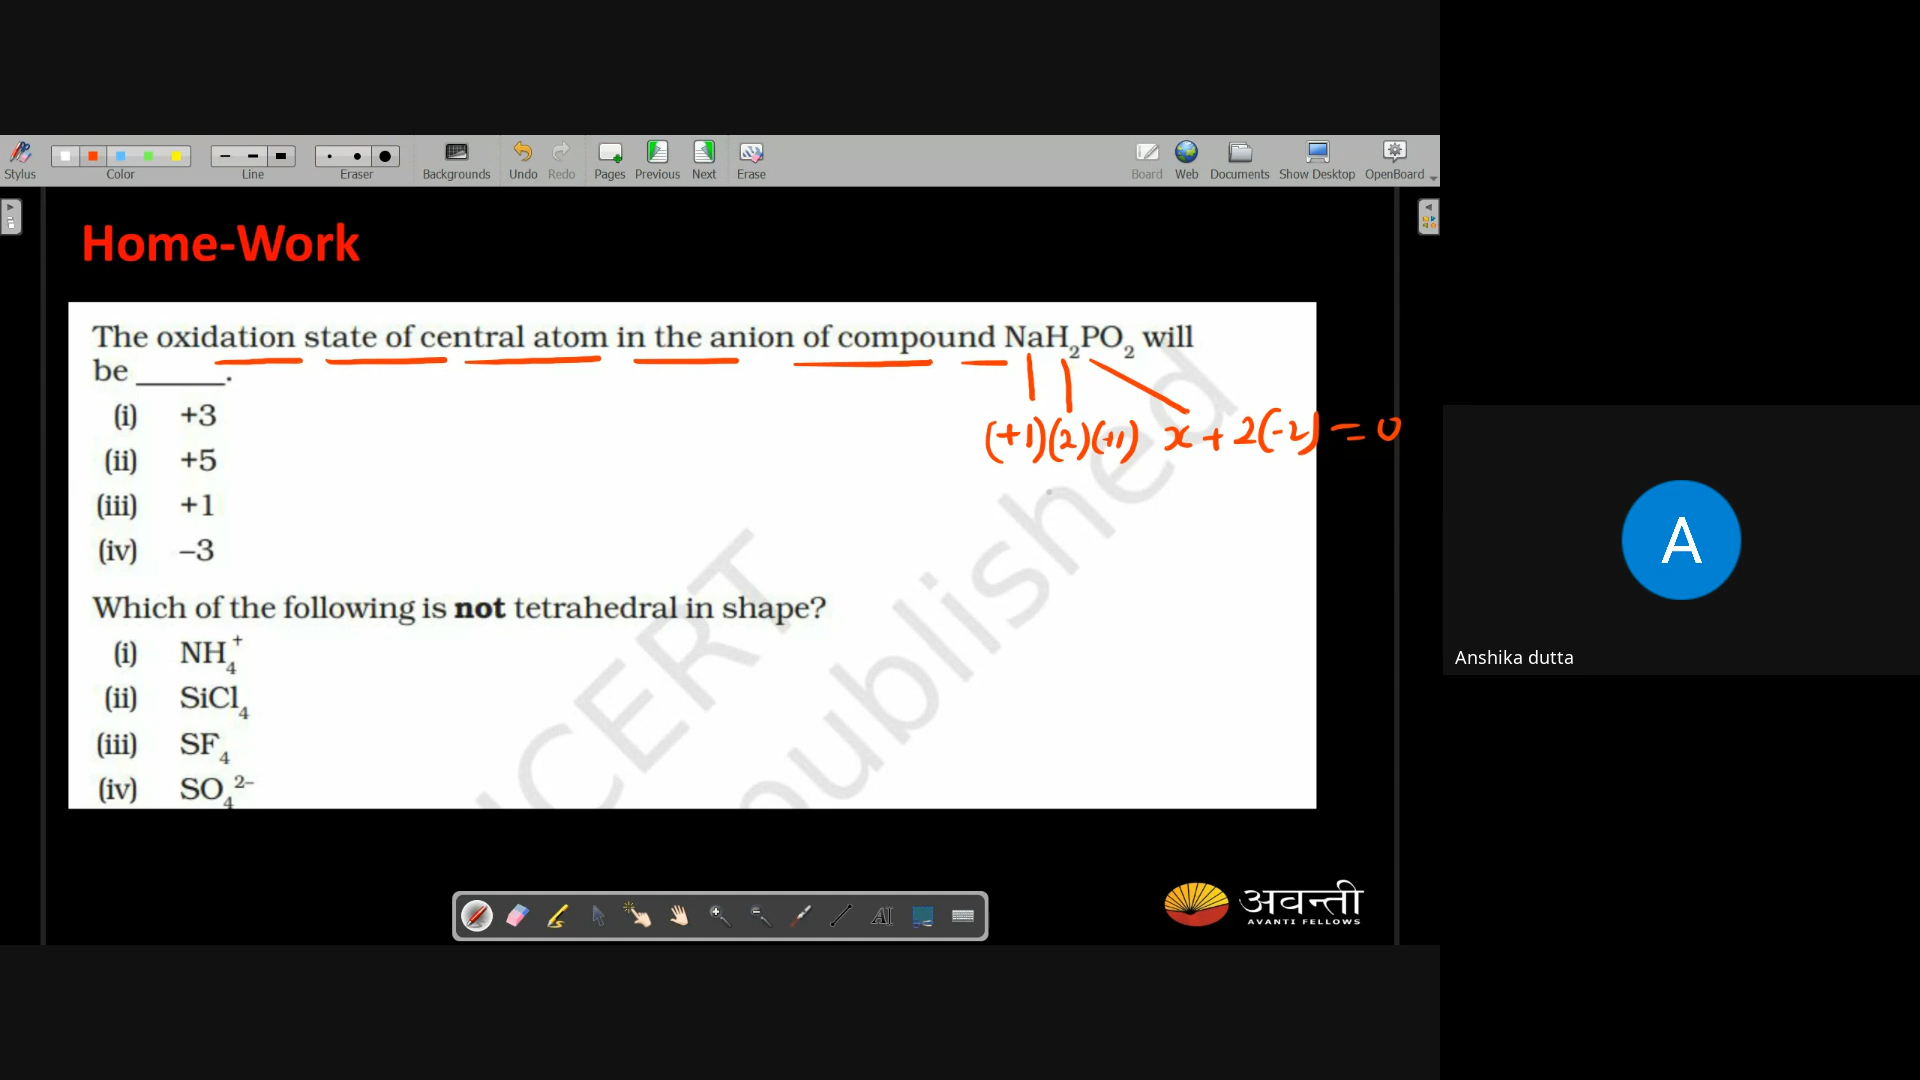 Stylus Color Line Eraser Backgrounds Undo Redo Pages Previous Next Erase Board Web Documents Show Desktop OpenBoard
Home-Work
The oxidation state of central atom in the anion of compound NaH₂PO₂ will
be ______.
(i) +3
(+1)(2)(+1) x + 2(-2) = 0
(ii) +5
(iii) +1
(iv) –3
Which of the following is not tetrahedral in shape?
(i) NH₄⁺
(ii) SiCl₄
(iii) SF₄
(iv) SO₄²⁻
A
Anshika dutta
अवन्ती
AVANTI FELLOWS